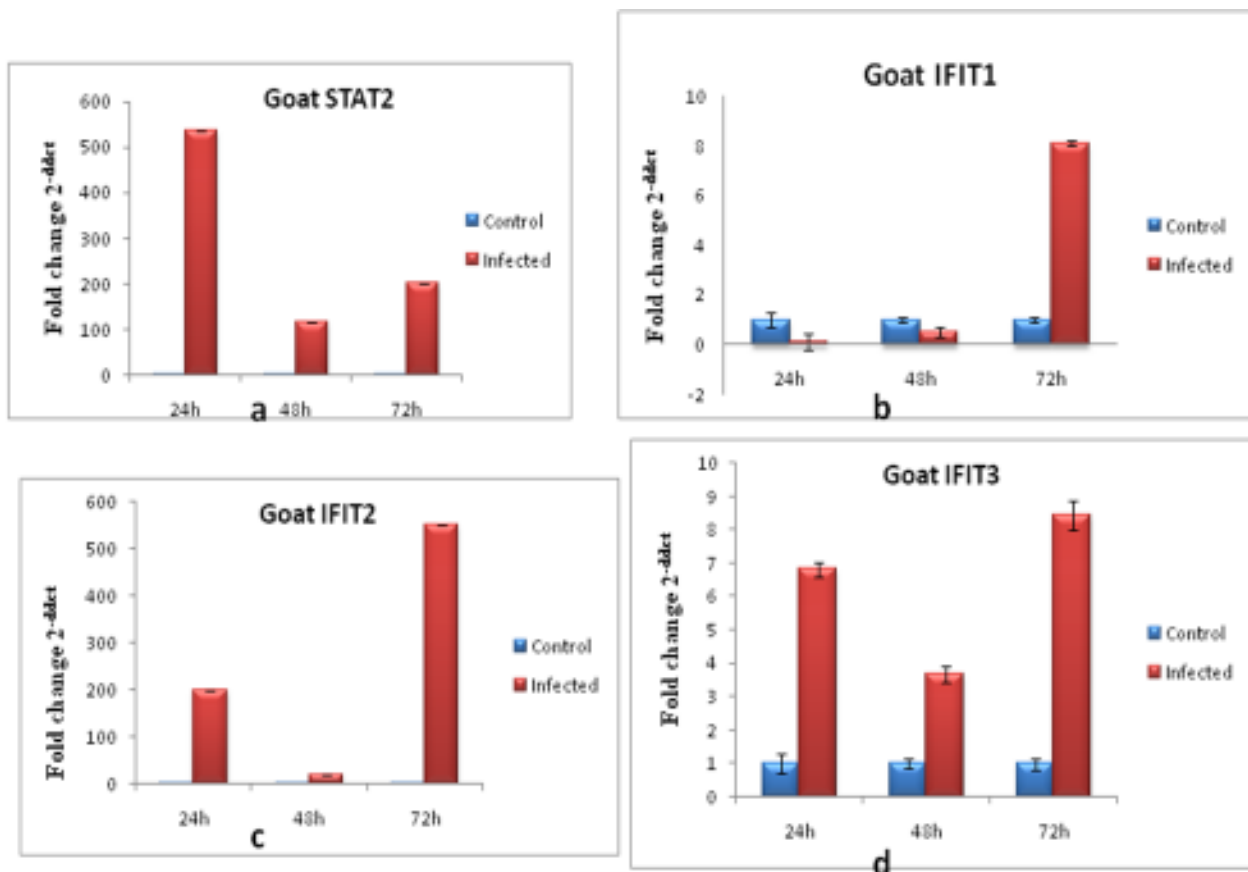 Goat STAT2
Fold change 2-ddct
600
500
400
300
200
100
0
24h
48h
72h
Control
Infected
a
Goat IFIT1
Fold change 2-ddct
10
8
6
4
2
0
-2
24h
48h
72h
Control
Infected
b
Goat IFIT2
Fold change 2-ddct
600
500
400
300
200
100
0
24h
48h
72h
Control
Infected
c
Goat IFIT3
Fold change 2-ddct
10
9
8
7
6
5
4
3
2
1
0
24h
48h
72h
Control
Infected
d